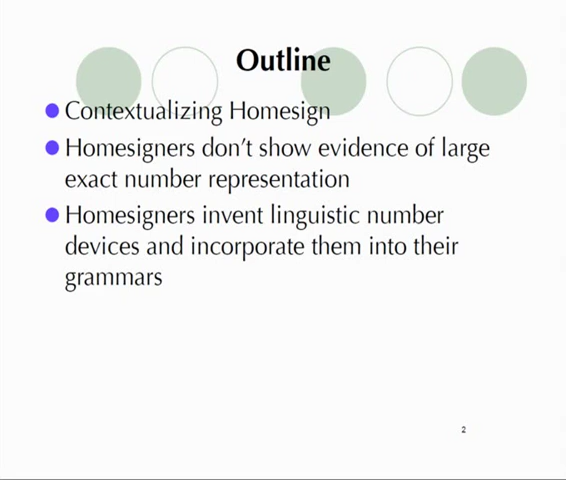 Outline
Contextualizing Homesign
Homesigners don't show evidence of large
exact number representation
Homesigners invent linguistic number
devices and incorporate them into their
grammars
2